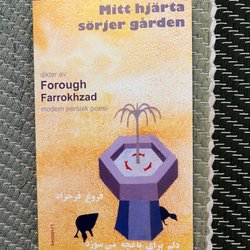 Mitt hjärta
sörjer gården
dikter av
Forough
Farrokhzad
modern persisk poesi
فروغ فرخزاد
دلم برای باغچه می‌سوزد